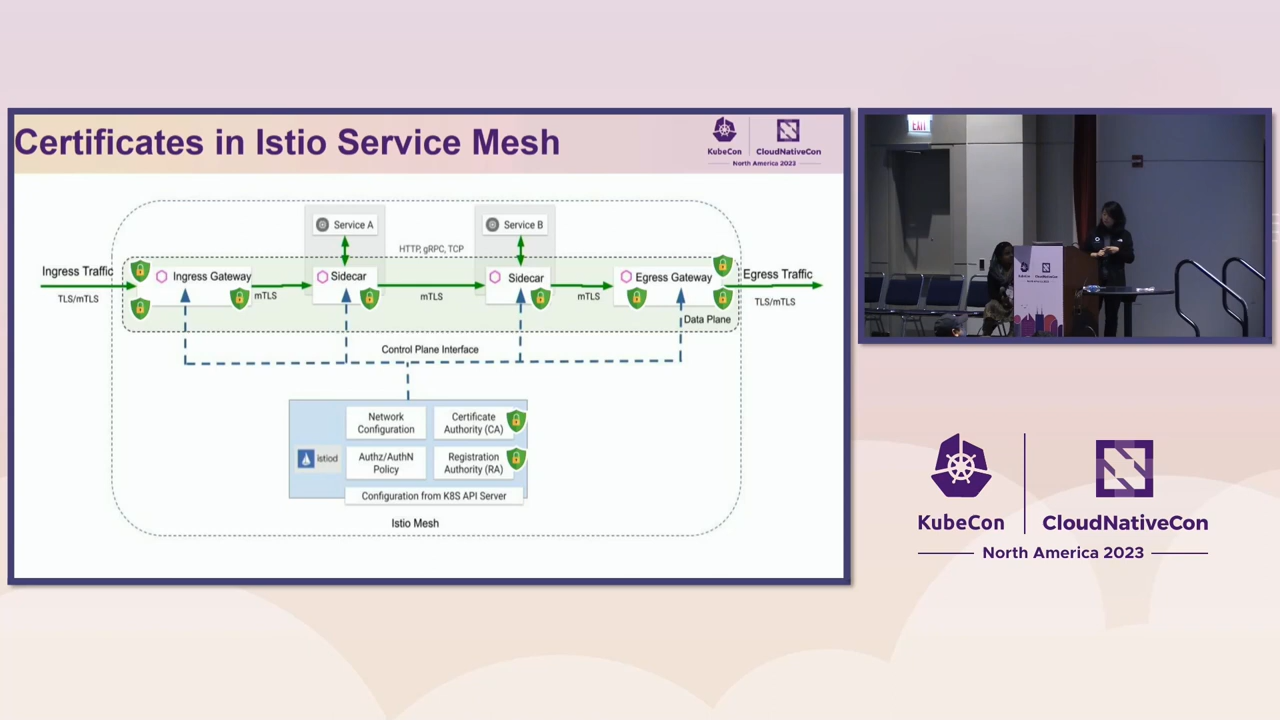 Certificates in Istio Service Mesh
KubeCon
CloudNativeCon
North America 2023
Service A
Service B
HTTP, gRPC, TCP
Ingress Traffic
TLS/mTLS
Ingress Gateway
mTLS
Sidecar
mTLS
Sidecar
mTLS
Egress Gateway
Egress Traffic
TLS/mTLS
Data Plane
Control Plane Interface
istiod
Network
Configuration
Certificate
Authority (CA)
Authz/AuthN
Policy
Registration
Authority (RA)
Configuration from K8S API Server
Istio Mesh
EXIT
KubeCon
CloudNativeCon
North America 2023